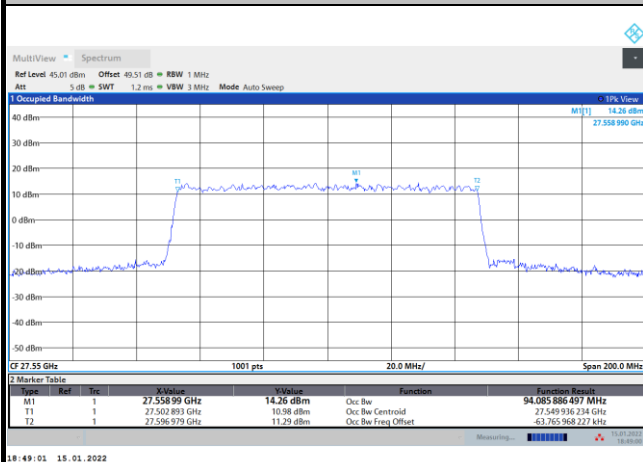 MultiView Spectrum
Ref Level 45.01 dBm Offset 49.51 dB RBW 1 MHz
Att 5 dB SWT 1.2 ms VBW 3 MHz Mode Auto Sweep
1 Occupied Bandwidth 1Pk View
M1[1] 14.26 dBm
27.558 990 GHz
40 dBm
30 dBm
20 dBm
M1
T1 T2
10 dBm
0 dBm
-10 dBm
-20 dBm
-30 dBm
-40 dBm
-50 dBm
CF 27.55 GHz 1001 pts 20.0 MHz/ Span 200.0 MHz
2 Marker Table
Type Ref Trc X-Value Y-Value Function Function Result
M1 1 27.558 99 GHz 14.26 dBm Occ Bw 94.085 886 497 MHz
T1 1 27.502 893 GHz 10.98 dBm Occ Bw Centroid 27.549 936 234 GHz
T2 1 27.596 979 GHz 11.29 dBm Occ Bw Freq Offset -63.765 968 227 kHz
Measuring... 15.01.2022
18:49:00
18:49:01 15.01.2022